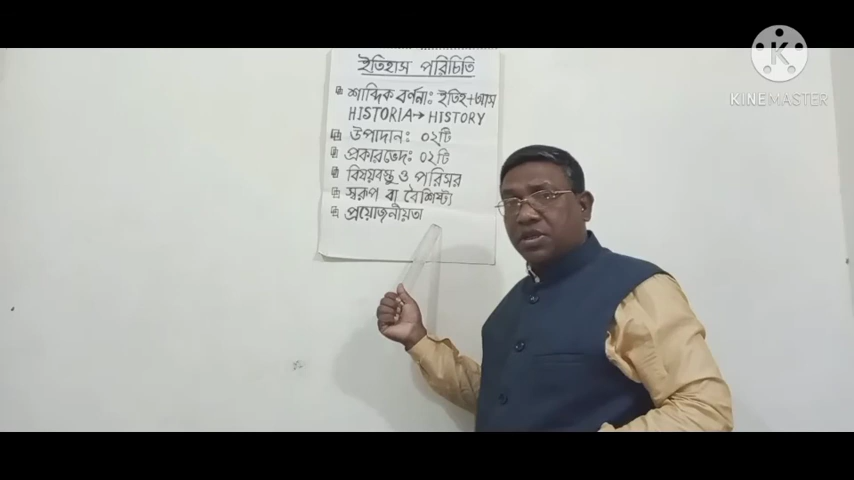 ইতিহাস পরিচিতি
শাব্দিক বর্ণনাঃ ইতিহ+আস
HISTORIA→ HISTORY
উপাদানঃ ০২টি
প্রকারভেদঃ ০২টি
বিষয়বস্তু ও পরিসর
স্বরূপ বা বৈশিষ্ট্য
প্রয়োজনীয়তা
K
KINEMASTER